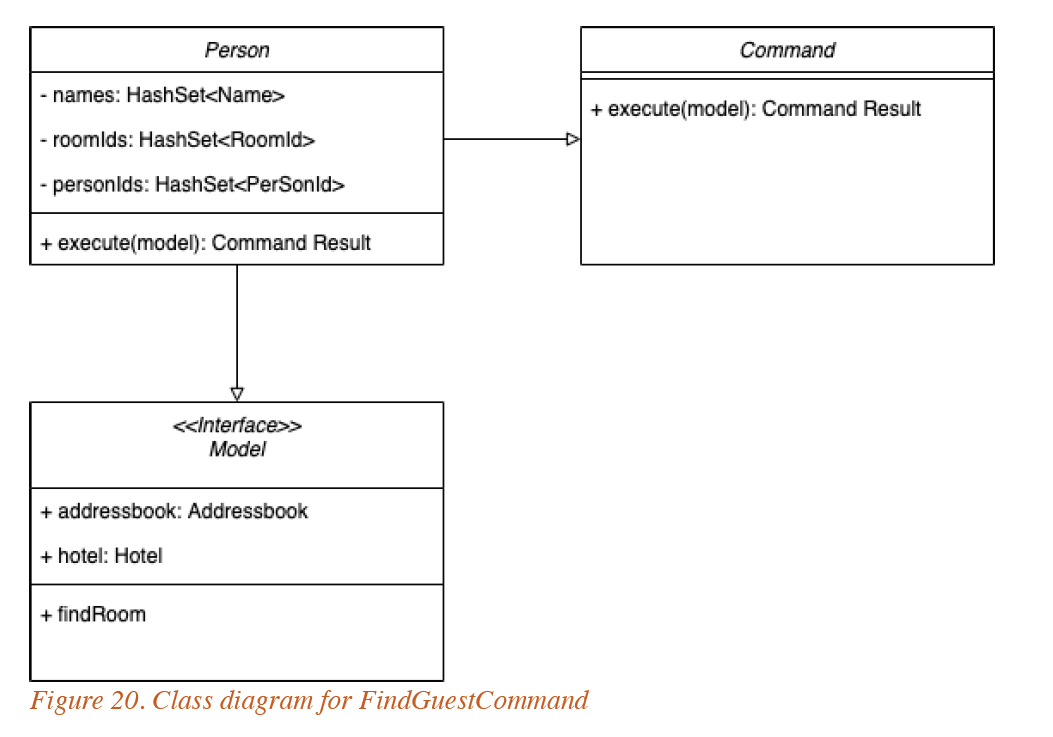 Person
- names: HashSet<Name>
- roomIds: HashSet<RoomId>
- personIds: HashSet<PerSonId>
+ execute(model): Command Result
Command
+ execute(model): Command Result
<<Interface>>
Model
+ addressbook: Addressbook
+ hotel: Hotel
+ findRoom
Figure 20. Class diagram for FindGuestCommand